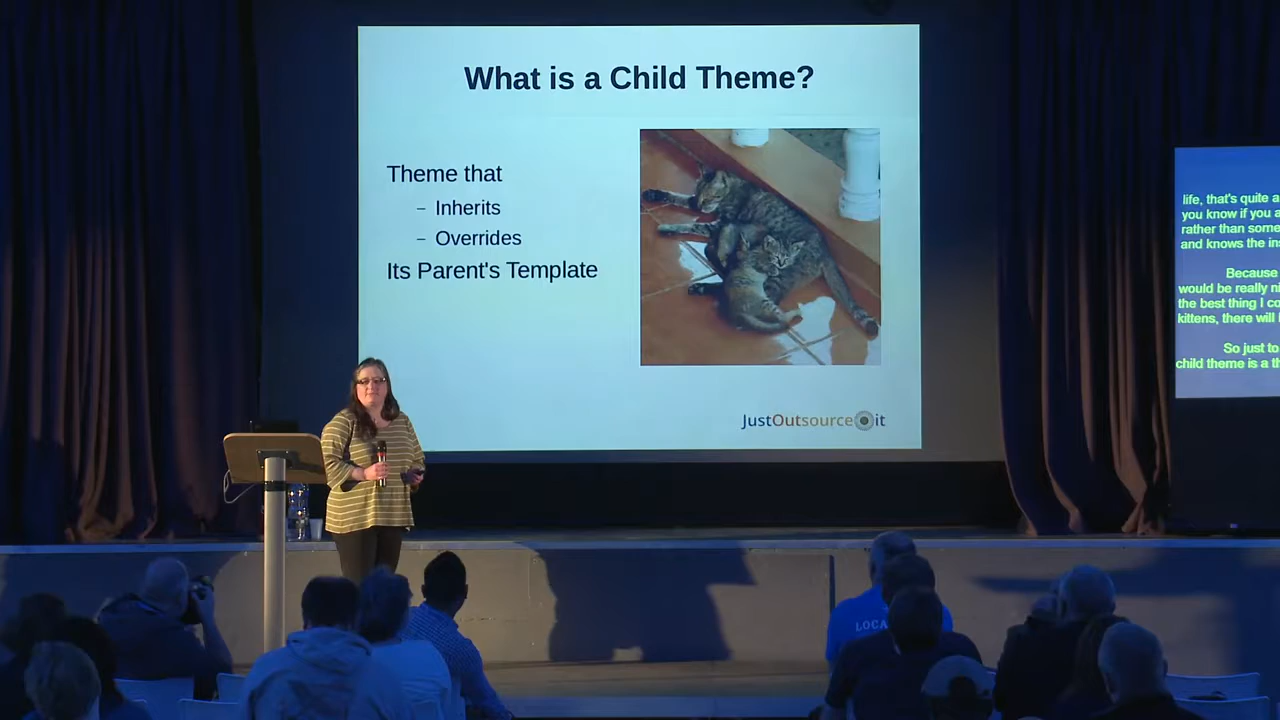 What is a Child Theme?
Theme that
– Inherits
– Overrides
Its Parent's Template
JustOutsource it
life, that's quite a
you know if you a
rather than some
and knows the ins
Because
would be really ni
the best thing I co
kittens, there will
So just to
child theme is a th
LOCA